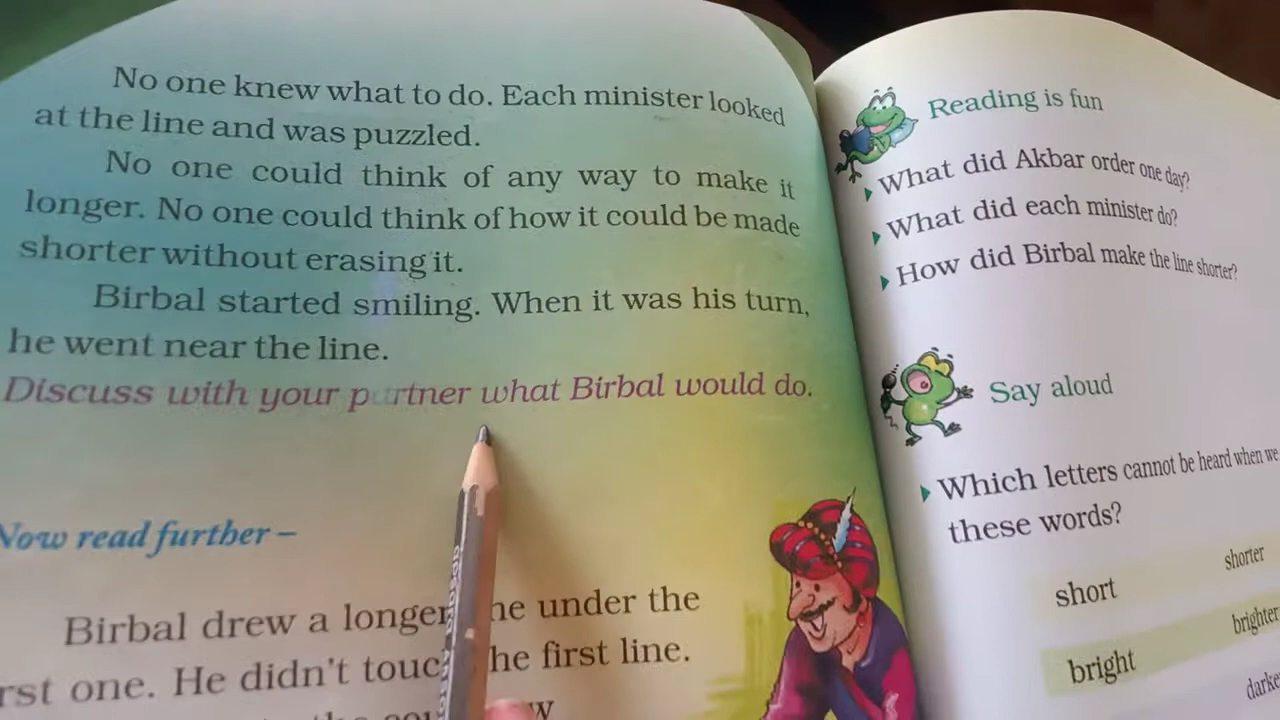 No one knew what to do. Each minister looked
at the line and was puzzled.
No one could think of any way to make it
longer. No one could think of how it could be made
shorter without erasing it.
Birbal started smiling. When it was his turn,
he went near the line.
Discuss with your partner what Birbal would do.
Now read further –
Birbal drew a longer under the
He didn't the first line.
Reading is fun
What did Akbar order one day?
What did each minister do?
How did Birbal make the line shorter?
Say aloud
Which letters cannot be heard when we
these words?
short shorter
bright brighter